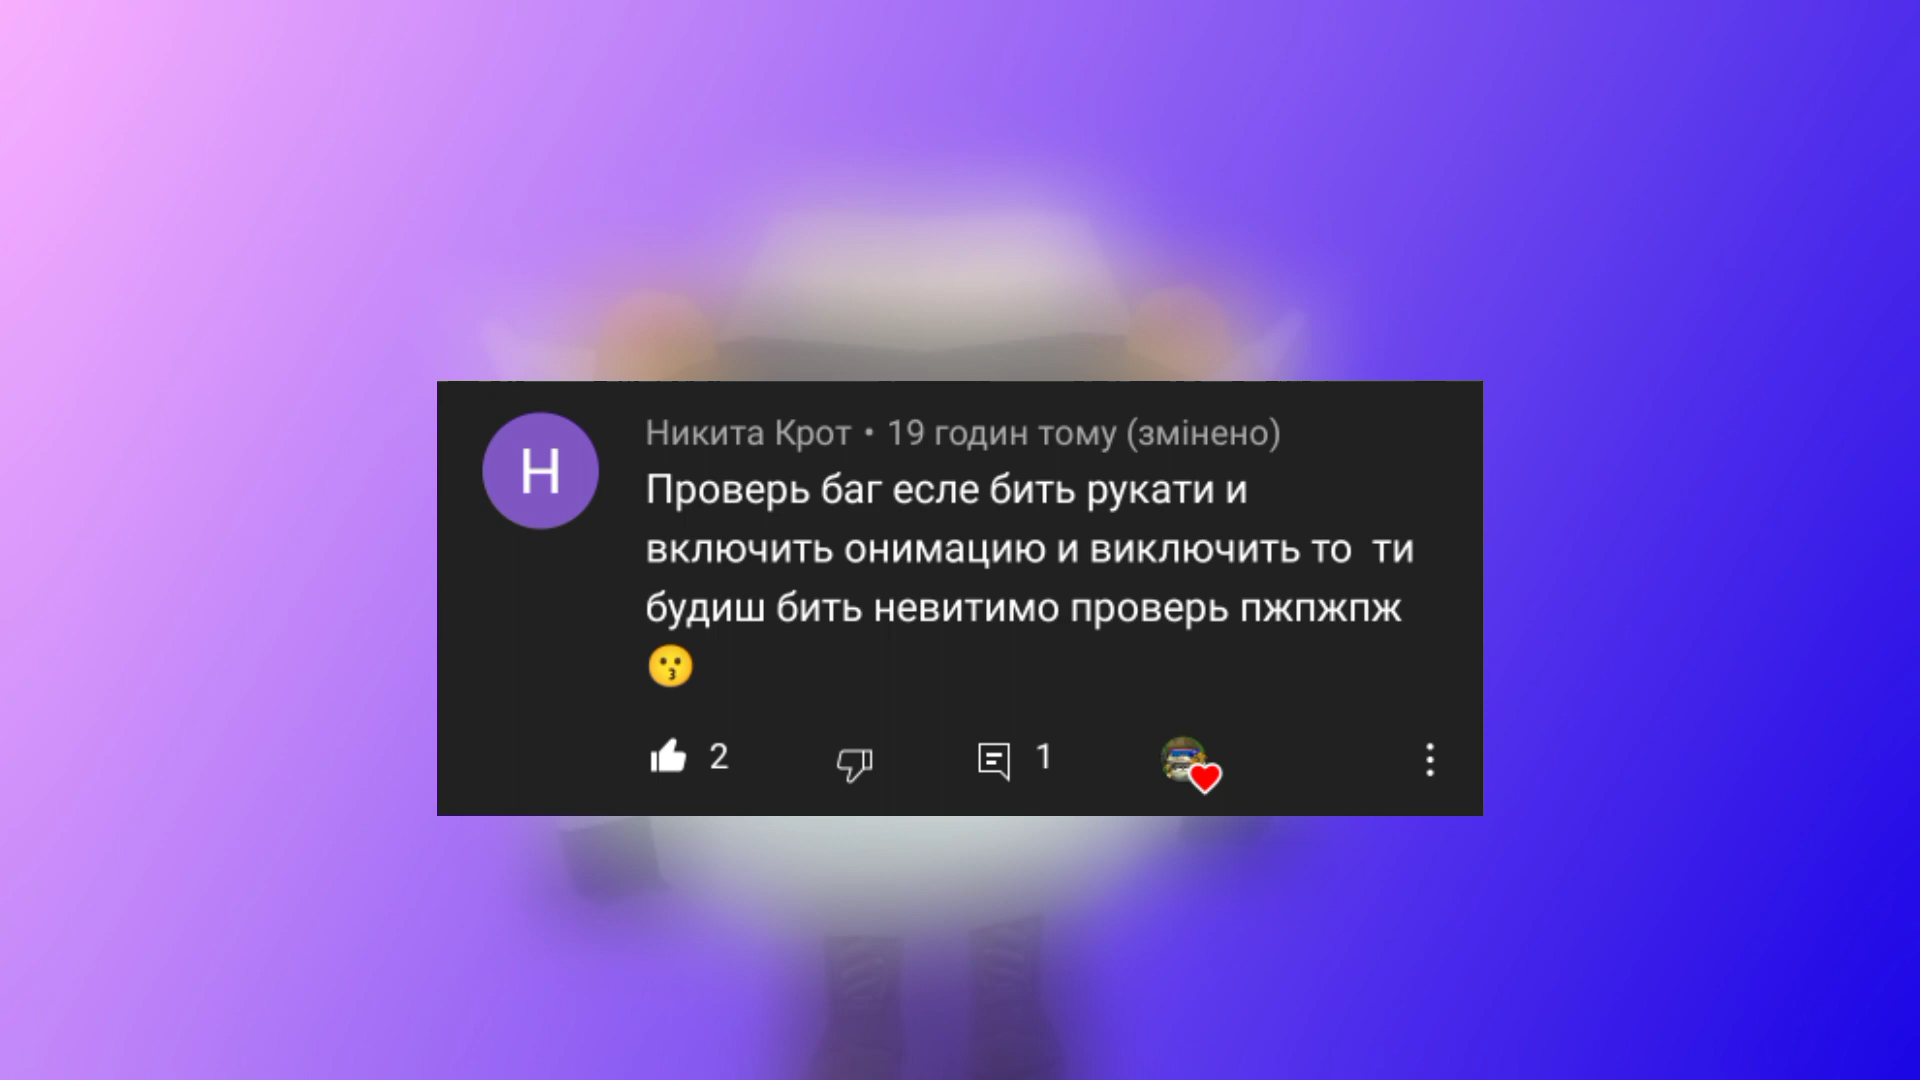 Н
Никита Крот • 19 годин тому (змінено)
Проверь баг есле бить рукати и
включить онимацию и виключить то ти
будиш бить невитимо проверь пжпжпж
😗
2
1